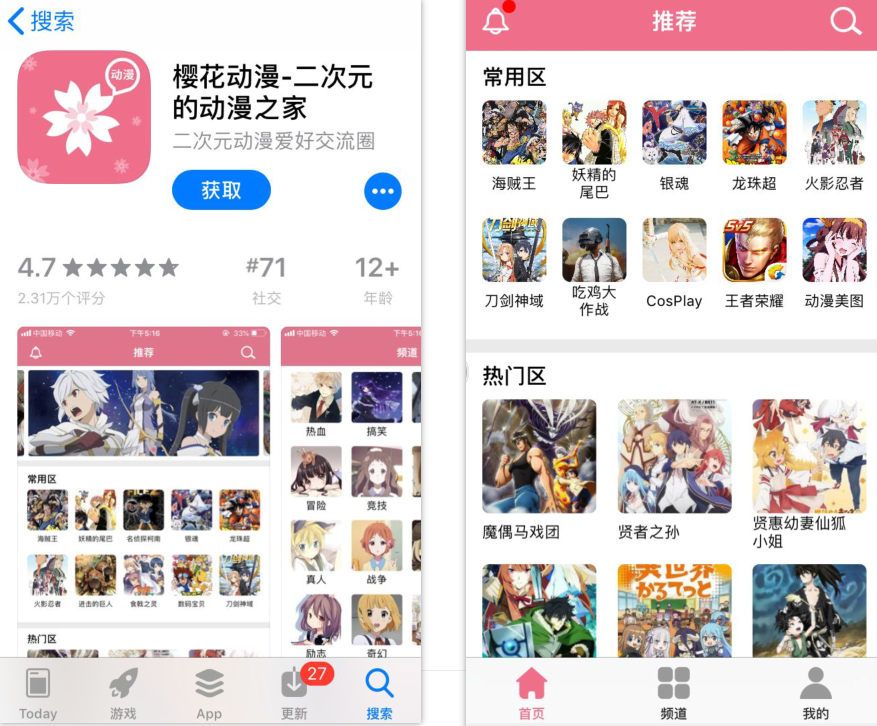 搜索
动漫
樱花动漫-二次元
的动漫之家
二次元动漫爱好交流圈
获取
4.7
#71
12+
2.31万个评分
社交
年龄
中国移动
下午5:16
33%
推荐
常用区
海贼王
妖精的尾巴
名侦探柯南
银魂
龙珠超
火影忍者
进击的巨人
食戟之灵
数码宝贝
刀剑神域
热门区
中国移动
下午5:16
频道
热血
搞笑
冒险
竞技
真人
战争
励志
奇幻
Today
游戏
App
27
更新
搜索
推荐
常用区
海贼王
妖精的
尾巴
银魂
龙珠超
火影忍者
刀剑神域
吃鸡大
作战
CosPlay
5V5
王者荣耀
动漫美图
热门区
魔偶马戏团
贤者之孙
贤惠幼妻仙狐
小姐
かるてっと
首页
频道
我的